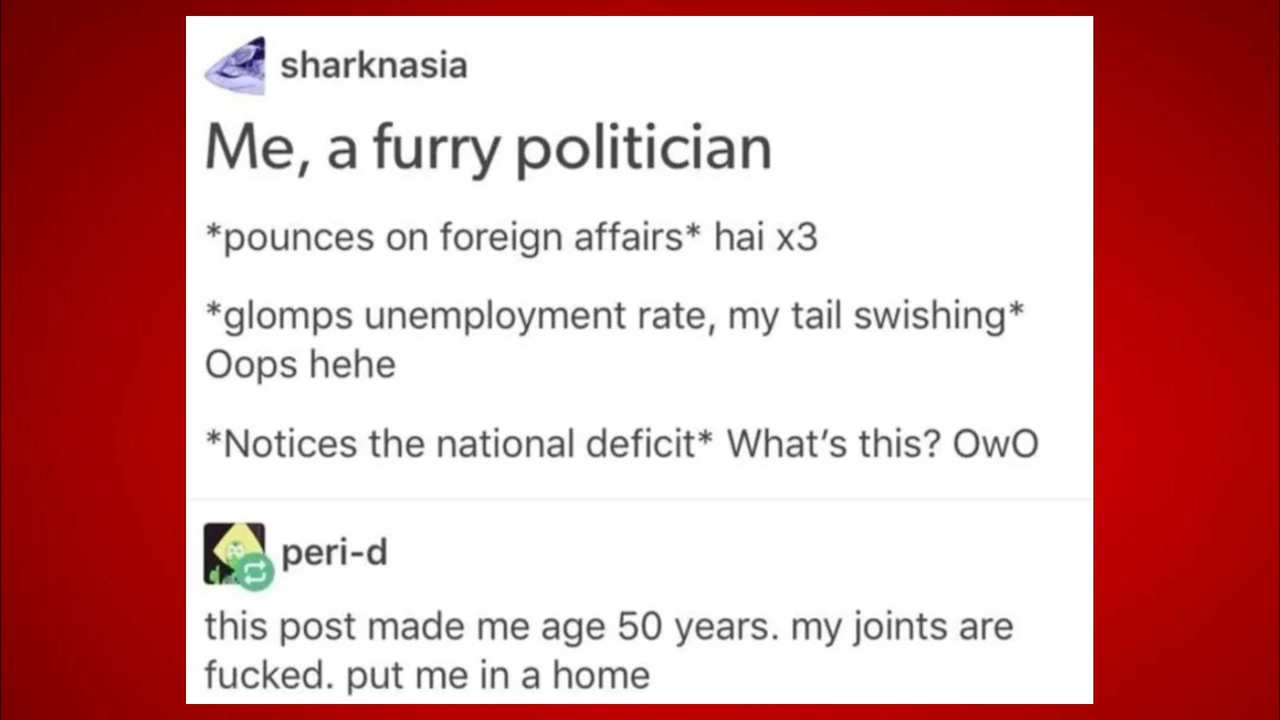 sharknasia
Me, a furry politician
*pounces on foreign affairs* hai x3
*glomps unemployment rate, my tail swishing*
Oops hehe
*Notices the national deficit* What's this? OwO
peri-d
this post made me age 50 years. my joints are
fucked. put me in a home